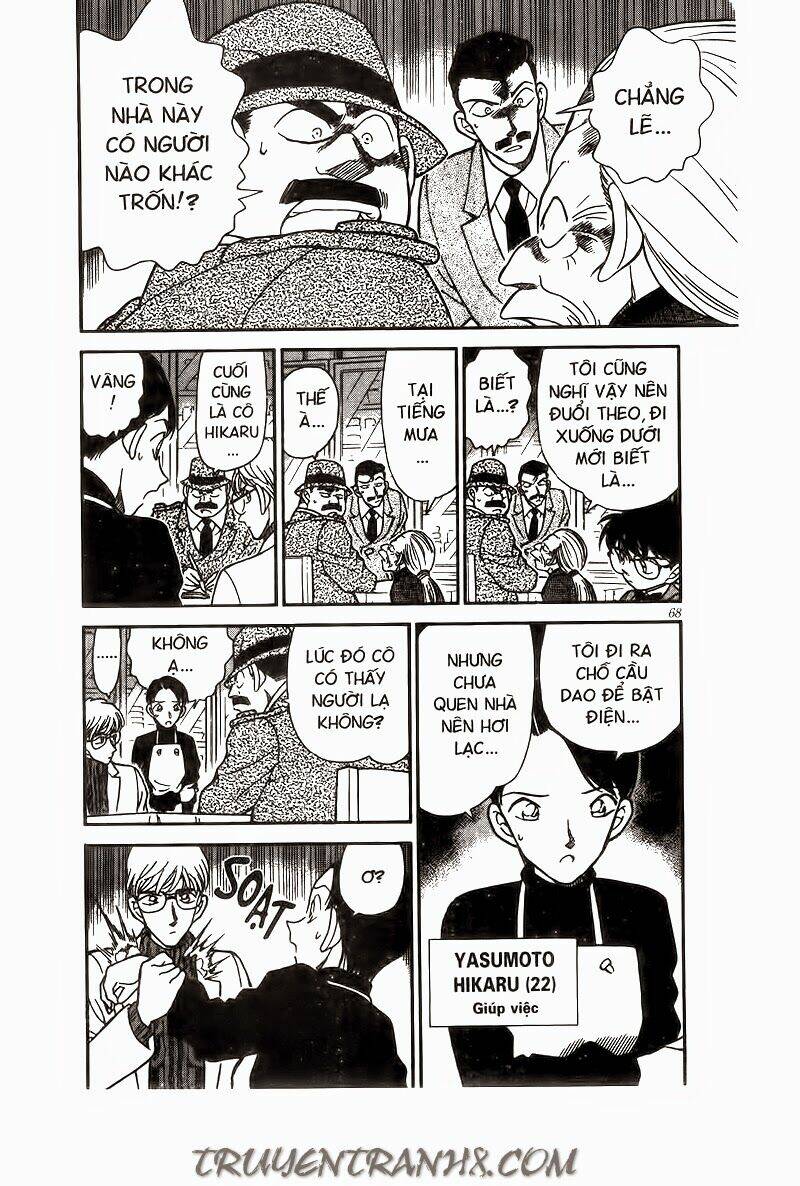 CHẲNG
LẼ...
TRONG
NHÀ NÀY
CÓ NGƯỜI
NÀO KHÁC
TRỐN!?
TÔI CŨNG
NGHĨ VẬY NÊN
ĐUỔI THEO, ĐI
XUỐNG DƯỚI
MỚI BIẾT
LÀ...
BIẾT
LÀ...?
TẠI
TIẾNG
MƯA
...
THẾ
À...
CUỐI
CÙNG
LÀ CÔ
HIKARU...
VÂNG
!
68
TÔI ĐI RA
CHỖ CẦU
DAO ĐỂ BẬT
ĐIỆN...
NHƯNG
CHƯA
QUEN NHÀ
NÊN HƠI
LẠC...
YASUMOTO
HIKARU (22)
Giúp việc
LÚC ĐÓ CÔ
CÓ THẤY
NGƯỜI LẠ
KHÔNG?
KHÔNG
Ạ...
.....
Ơ?
SOẠT
TRUYENTRANH8.COM